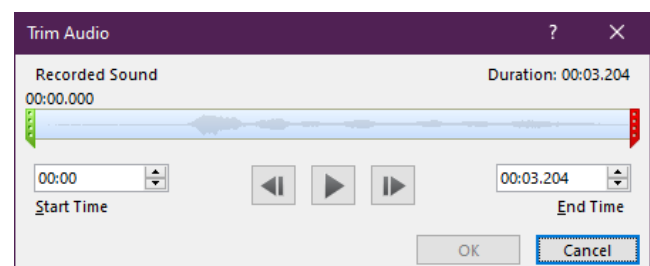 Trim Audio ? ×
Recorded Sound Duration: 00:03.204
00:00.000
00:00 00:03.204
Start Time End Time
OK Cancel